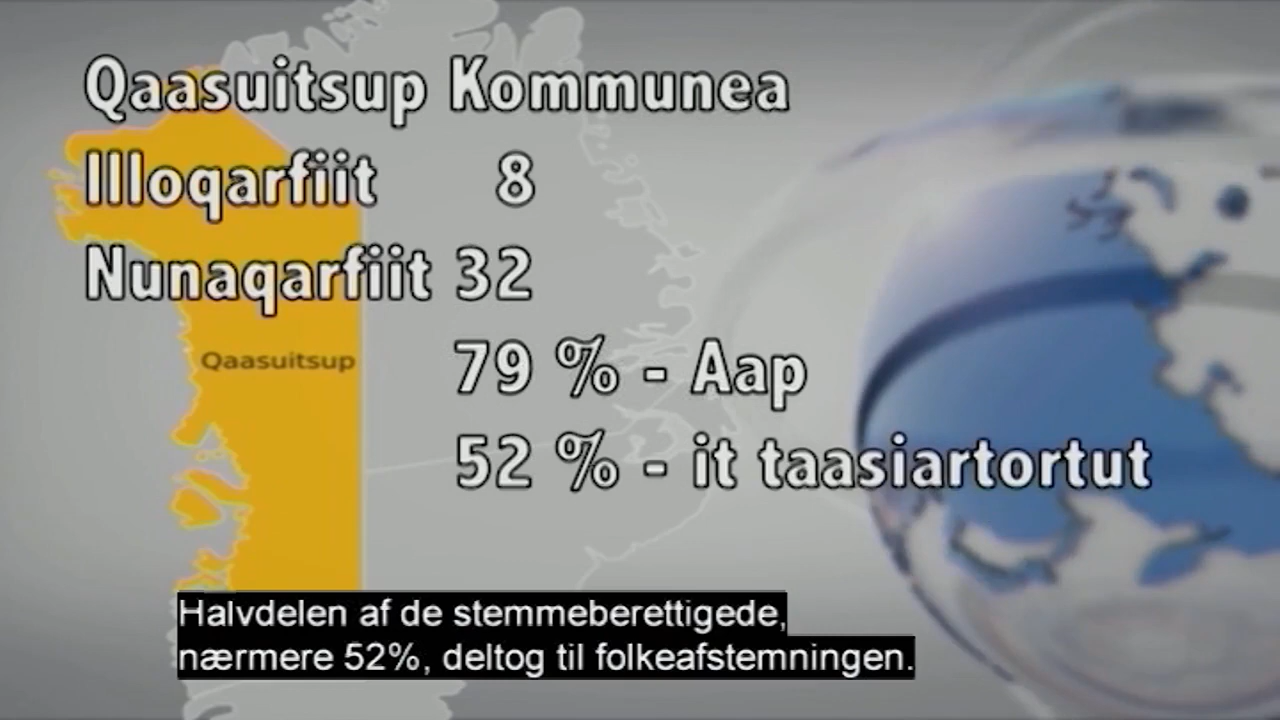 Qaasuitsup Kommunea
Illoqarfiit 8
Nunaqarfiit 32
Qaasuitsup
79 % - Aap
52 % - it taasiartortut
Halvdelen af de stemmeberettigede,
nærmere 52%, deltog til folkeafstemningen.